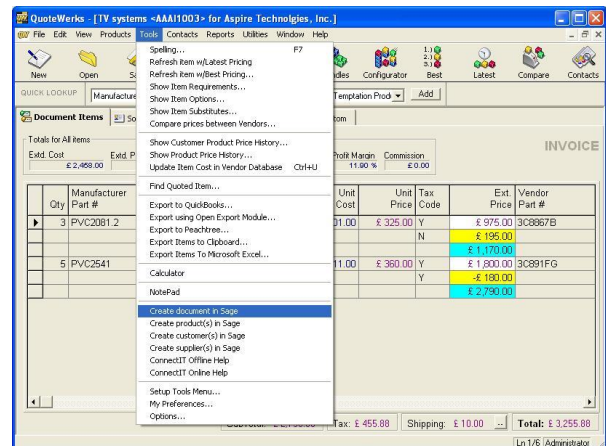 QuoteWerks - [TV systems <AAAI1003> for Aspire Technolgies, Inc.]
File Edit View Products Tools Contacts Reports Utilities Window Help
New Open Configurator Best Latest Compare Contacts
QUICK LOOKUP Manufacture Temptation Prod Add
Document Items
Totals for All items
Extd. Cost Extd. P Profit Margin Commission
£ 2,468.00 11.90 % £ 0.00
INVOICE
Spelling... F7
Refresh item w/Latest Pricing
Refresh item w/Best Pricing...
Show Item Requirements...
Show Item Options...
Show Item Substitutes...
Compare prices between Vendors...
Show Customer Product Price History...
Show Product Price History...
Update Item Cost in Vendor Database Ctrl+U
Find Quoted Item...
Export to QuickBooks...
Export using Open Export Module...
Export to Peachtree...
Export Items to Clipboard...
Export Items To Microsoft Excel...
Calculator
NotePad
Create document in Sage
Create product(s) in Sage
Create customer(s) in Sage
Create supplier(s) in Sage
ConnectIT Offline Help
ConnectIT Online Help
Setup Tools Menu...
My Preferences...
Options...
Qty Manufacturer Part # Unit Cost Unit Price Tax Code Ext. Price Vendor Part #
3 PVC2081.2 01.00 £ 325.00 Y £ 975.00 3C8867B
N £ 195.00
£ 1,170.00
5 PVC2541 11.00 £ 360.00 Y £ 1,800.00 3C891FG
Y -£ 180.00
£ 2,790.00
Tax: £ 455.88 Shipping: £ 10.00 ... Total: £ 3,255.88
Ln 1/6 Administrator